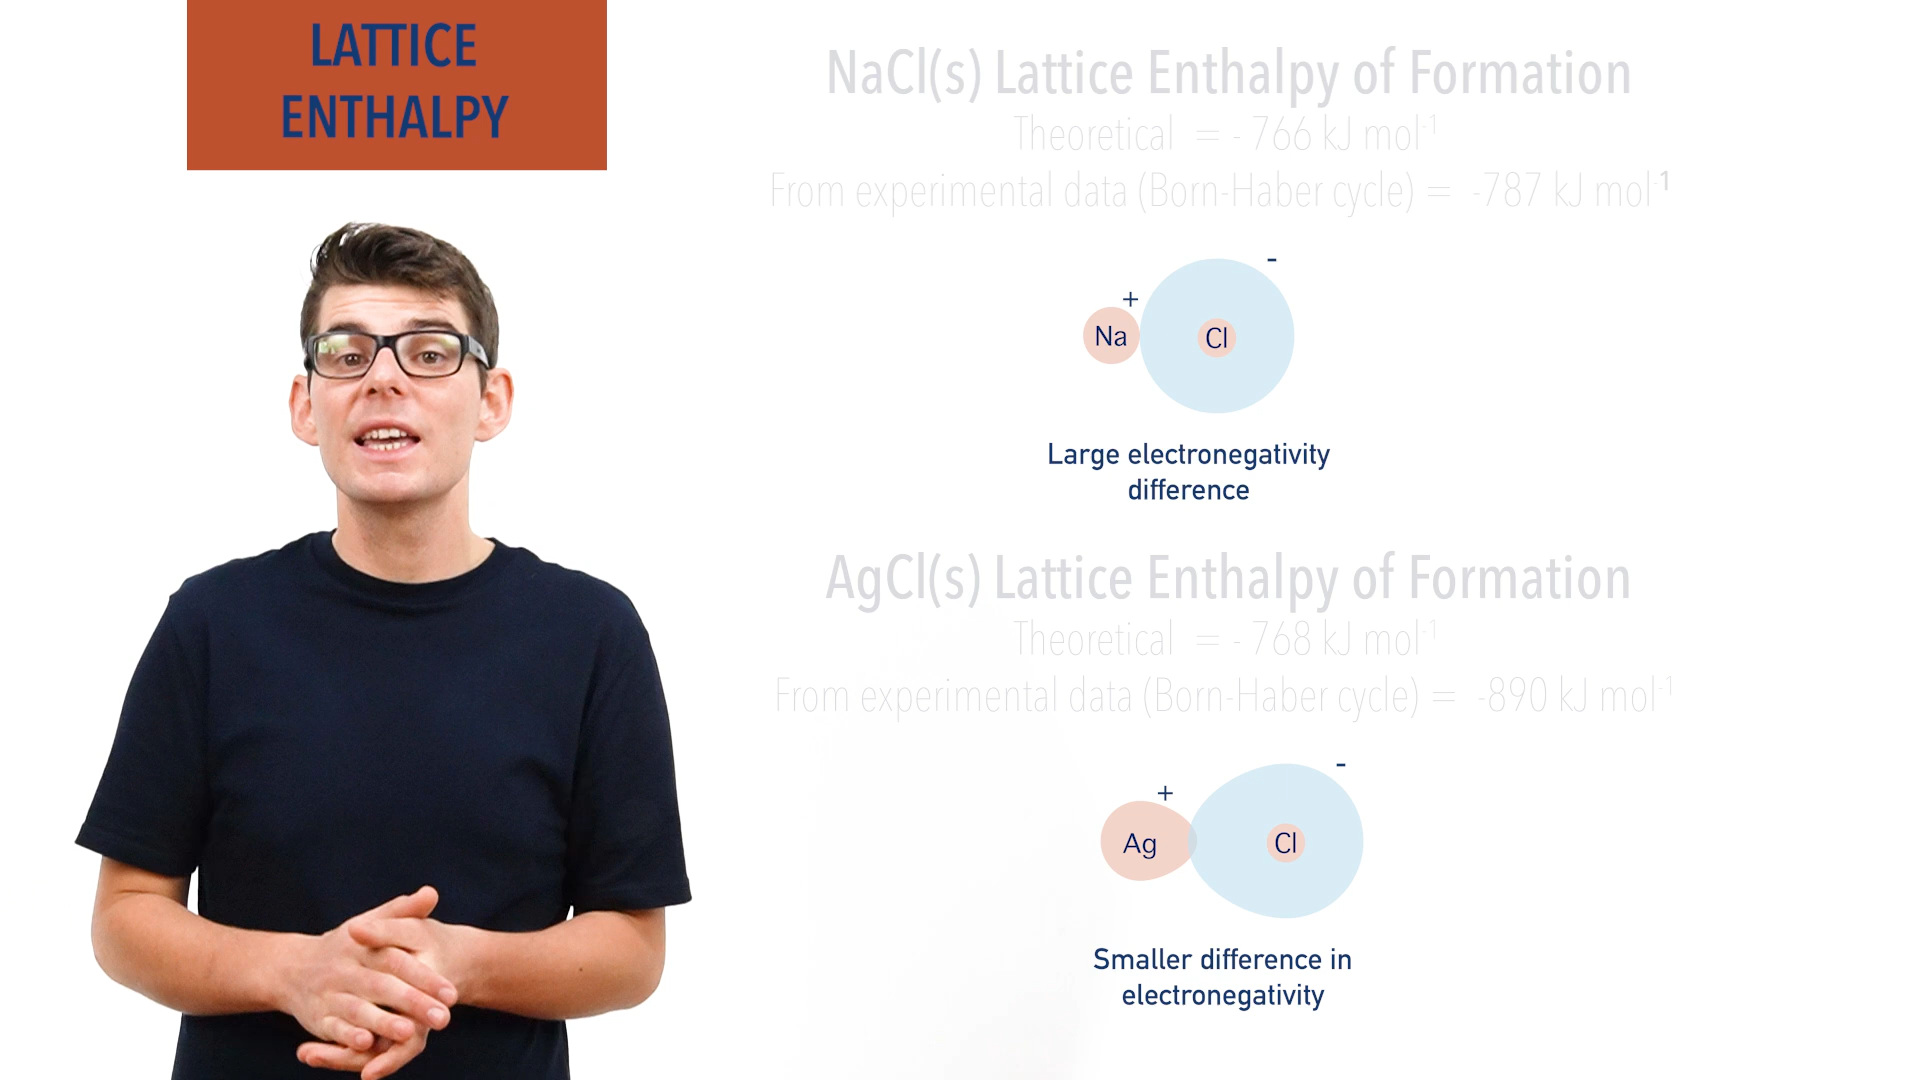 LATTICE
ENTHALPY
NaCl(s) Lattice Enthalpy of Formation
Theoretical = - 766 kJ mol⁻¹
From experimental data (Born-Haber cycle) = -787 kJ mol⁻¹
+ -
Na Cl
Large electronegativity
difference
AgCl(s) Lattice Enthalpy of Formation
Theoretical = - 768 kJ mol⁻¹
From experimental data (Born-Haber cycle) = -890 kJ mol⁻¹
+ -
Ag Cl
Smaller difference in
electronegativity